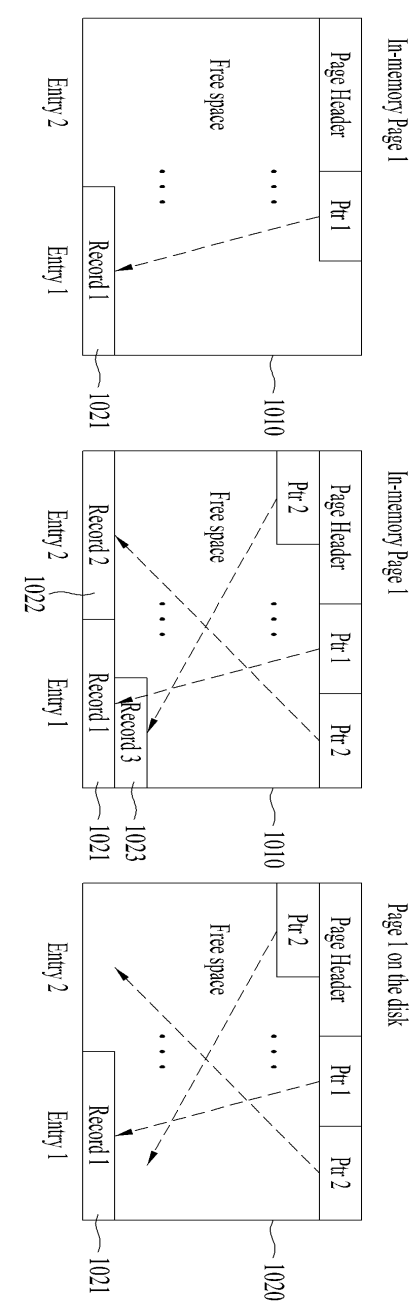 In-memory Page 1
Page Header
Ptr 1
Free space
• • •
• • •
Record 1
Entry 2
Entry 1
1010
1021
In-memory Page 1
Page Header
Ptr 1
Ptr 2
Ptr 2
Free space
• • •
• • •
Record 3
Record 2
Record 1
Entry 2
Entry 1
1022
1010
1023
1021
Page 1 on the disk
Page Header
Ptr 1
Ptr 2
Ptr 2
Free space
• • •
• • •
Record 1
Entry 2
Entry 1
1020
1021